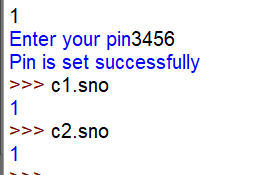 1
Enter your pin3456
Pin is set successfully
>>> c1.sno
1
>>> c2.sno
1
>>>